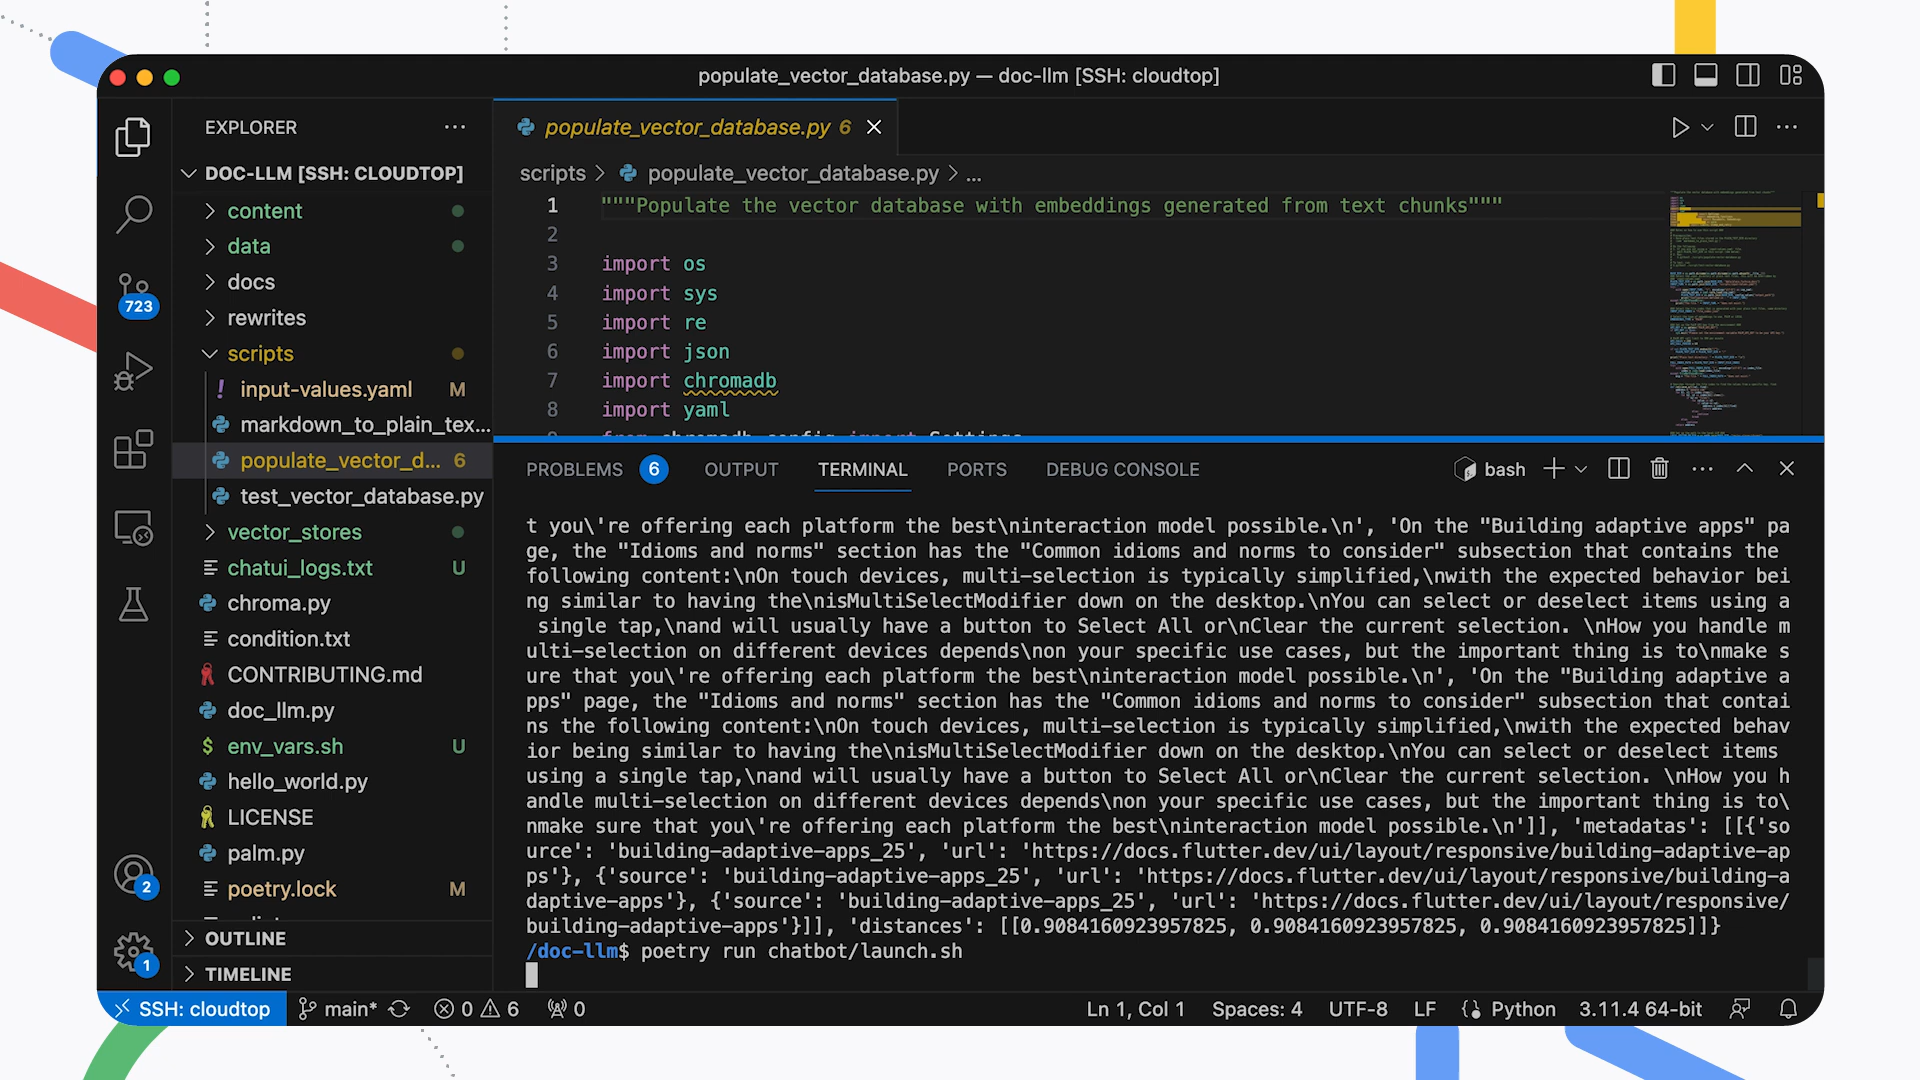 populate_vector_database.py — doc-llm [SSH: cloudtop]
EXPLORER
DOC-LLM [SSH: CLOUDTOP]
content
data
docs
rewrites
scripts
input-values.yaml M
markdown_to_plain_tex...
populate_vector_d... 6
test_vector_database.py
vector_stores
chatui_logs.txt U
chroma.py
condition.txt
CONTRIBUTING.md
doc_llm.py
env_vars.sh U
hello_world.py
LICENSE
palm.py
poetry.lock M
OUTLINE
TIMELINE
723
2
1
populate_vector_database.py 6
scripts > populate_vector_database.py > ...
1 """Populate the vector database with embeddings generated from text chunks"""
2
3 import os
4 import sys
5 import re
6 import json
7 import chromadb
8 import yaml
9 from chromadb.config import Settings
PROBLEMS 6 OUTPUT TERMINAL PORTS DEBUG CONSOLE bash
t you\'re offering each platform the best\ninteraction model possible.\n', 'On the "Building adaptive apps" pa
ge, the "Idioms and norms" section has the "Common idioms and norms to consider" subsection that contains the
following content:\nOn touch devices, multi-selection is typically simplified,\nwith the expected behavior bei
ng similar to having the\nisMultiSelectModifier down on the desktop.\nYou can select or deselect items using a
single tap,\nand will usually have a button to Select All or\nClear the current selection. \nHow you handle m
ulti-selection on different devices depends\non your specific use cases, but the important thing is to\nmake s
ure that you\'re offering each platform the best\ninteraction model possible.\n', 'On the "Building adaptive a
pps" page, the "Idioms and norms" section has the "Common idioms and norms to consider" subsection that contai
ns the following content:\nOn touch devices, multi-selection is typically simplified,\nwith the expected behav
ior being similar to having the\nisMultiSelectModifier down on the desktop.\nYou can select or deselect items
using a single tap,\nand will usually have a button to Select All or\nClear the current selection. \nHow you h
andle multi-selection on different devices depends\non your specific use cases, but the important thing is to\
nmake sure that you\'re offering each platform the best\ninteraction model possible.\n']], 'metadatas': [[{'so
urce': 'building-adaptive-apps_25', 'url': 'https://docs.flutter.dev/ui/layout/responsive/building-adaptive-ap
ps'}, {'source': 'building-adaptive-apps_25', 'url': 'https://docs.flutter.dev/ui/layout/responsive/building-a
daptive-apps'}, {'source': 'building-adaptive-apps_25', 'url': 'https://docs.flutter.dev/ui/layout/responsive/
building-adaptive-apps'}]], 'distances': [[0.9084160923957825, 0.9084160923957825, 0.9084160923957825]]}
/doc-llm$ poetry run chatbot/launch.sh
SSH: cloudtop main* 0 6 0 Ln 1, Col 1 Spaces: 4 UTF-8 LF Python 3.11.4 64-bit